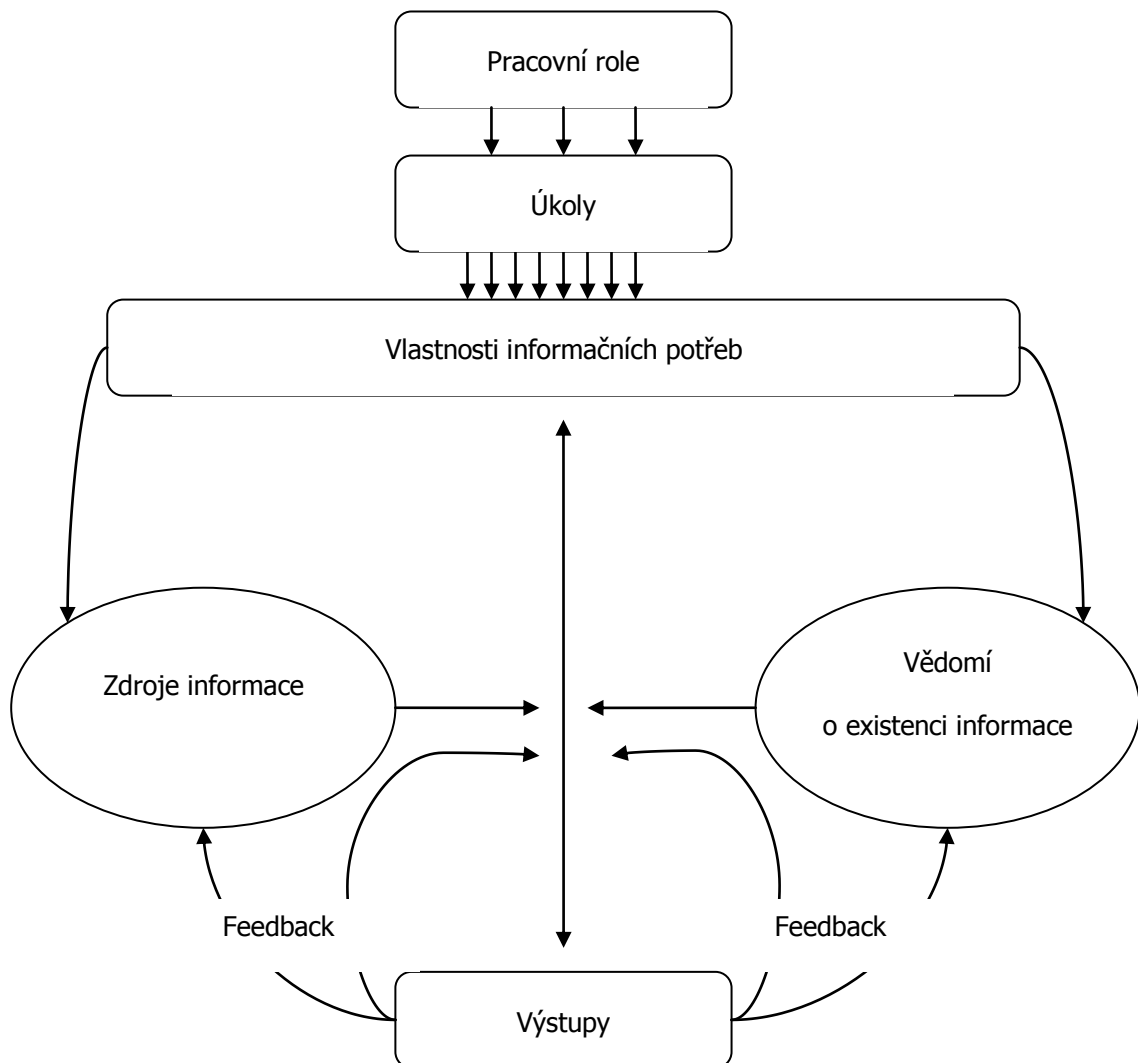 Pracovní role
Úkoly
Vlastnosti informačních potřeb
Zdroje informace
Vědomí
o existenci informace
Feedback
Feedback
Výstupy